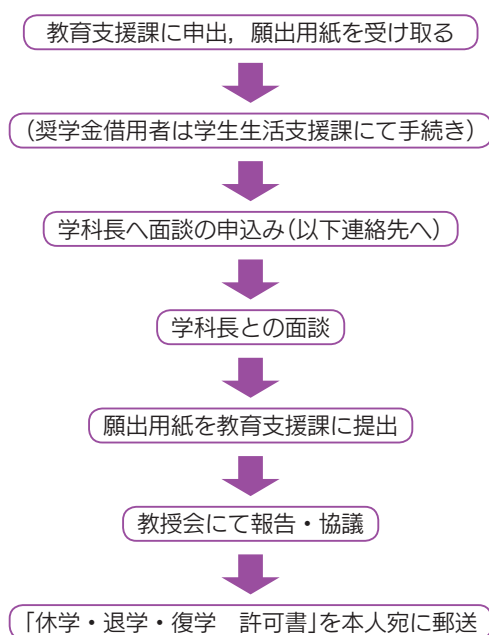 教育支援課に申出，願出用紙を受け取る
（奨学金借用者は学生生活支援課にて手続き）
学科長へ面談の申込み（以下連絡先へ）
学科長との面談
願出用紙を教育支援課に提出
教授会にて報告・協議
「休学・退学・復学　許可書」を本人宛に郵送